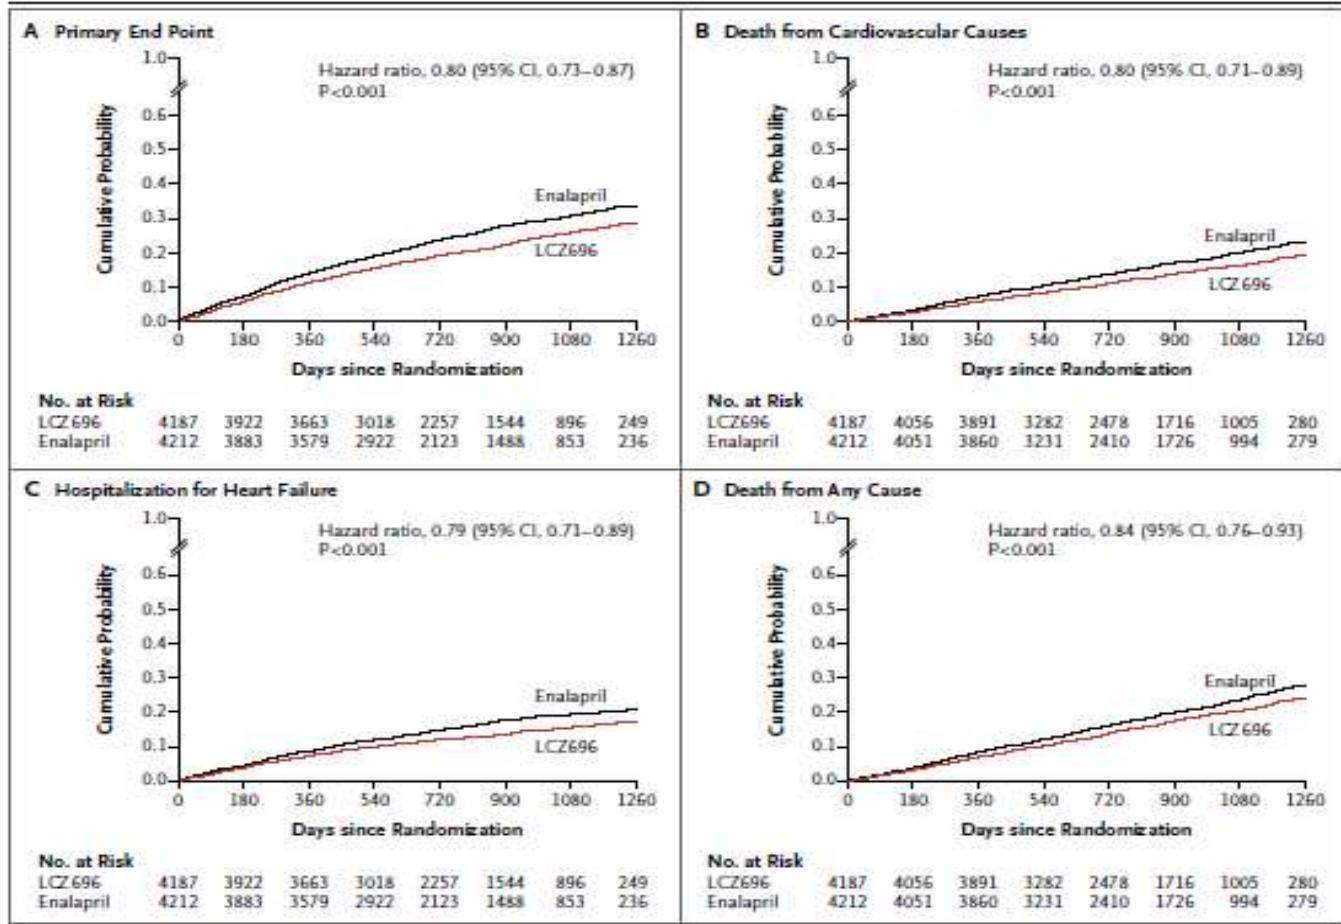 A Primary End Point
1.0
0.6
0.5
0.4
0.3
0.2
0.1
0.0
Cumulative Probability
Hazard ratio, 0.80 (95% CI, 0.73–0.87)
P<0.001
Enalapril
LCZ696
0 180 360 540 720 900 1080 1260
Days since Randomization
No. at Risk
LCZ696 4187 3922 3663 3018 2257 1544 896 249
Enalapril 4212 3883 3579 2922 2123 1488 853 236
B Death from Cardiovascular Causes
1.0
0.6
0.5
0.4
0.3
0.2
0.1
0.0
Cumulative Probability
Hazard ratio, 0.80 (95% CI, 0.71–0.89)
P<0.001
Enalapril
LCZ696
0 180 360 540 720 900 1080 1260
Days since Randomization
No. at Risk
LCZ696 4187 4056 3891 3282 2478 1716 1005 280
Enalapril 4212 4051 3860 3231 2410 1726 994 279
C Hospitalization for Heart Failure
1.0
0.6
0.5
0.4
0.3
0.2
0.1
0.0
Cumulative Probability
Hazard ratio, 0.79 (95% CI, 0.71–0.89)
P<0.001
Enalapril
LCZ696
0 180 360 540 720 900 1080 1260
Days since Randomization
No. at Risk
LCZ696 4187 3922 3663 3018 2257 1544 896 249
Enalapril 4212 3883 3579 2922 2123 1488 853 236
D Death from Any Cause
1.0
0.6
0.5
0.4
0.3
0.2
0.1
0.0
Cumulative Probability
Hazard ratio, 0.84 (95% CI, 0.76–0.93)
P<0.001
Enalapril
LCZ696
0 180 360 540 720 900 1080 1260
Days since Randomization
No. at Risk
LCZ696 4187 4056 3891 3282 2478 1716 1005 280
Enalapril 4212 4051 3860 3231 2410 1726 994 279